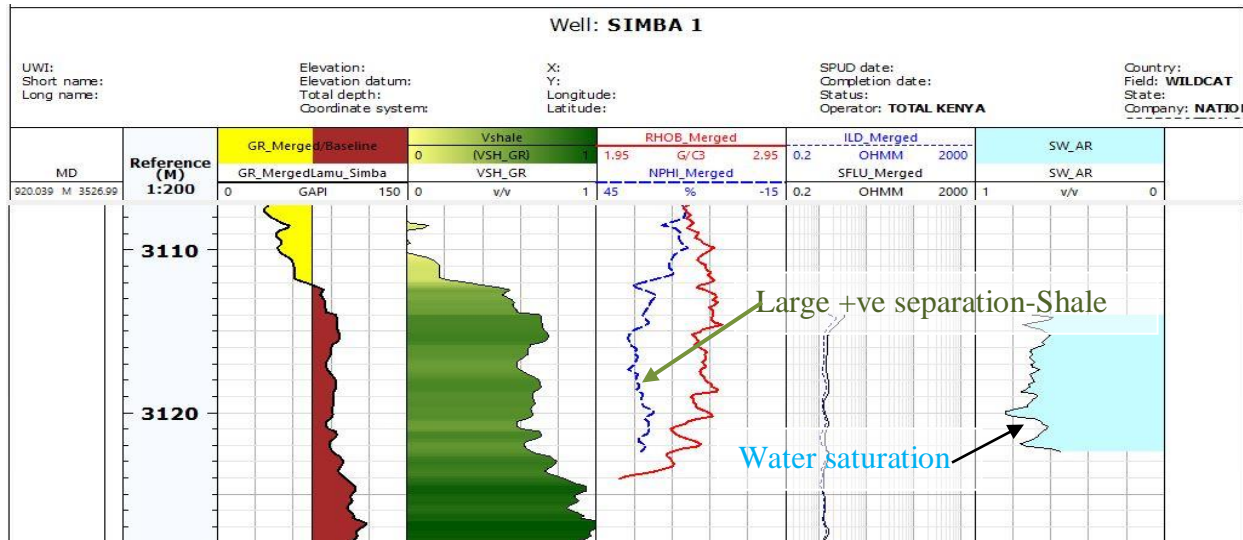 Well: SIMBA 1
UWI:
Short name:
Long name:
Elevation:
Elevation datum:
Total depth:
Coordinate system:
X:
Y:
Longitude:
Latitude:
SPUD date:
Completion date:
Status:
Operator: TOTAL KENYA
Country:
Field: WILDCAT
State:
Company: NATIO
MD
920.039 M 3526.99
Reference
(M)
1:200
GR_Merged/Baseline
GR_MergedLamu_Simba
0 GAPI 150
Vshale
0 (VSH_GR) 1
VSH_GR
0 v/v 1
RHOB_Merged
1.95 G/C3 2.95
NPHI_Merged
45 % -15
ILD_Merged
0.2 OHMM 2000
SFLU_Merged
0.2 OHMM 2000
SW_AR
SW_AR
1 v/v 0
3110
Large +ve separation-Shale
3120
Water saturation